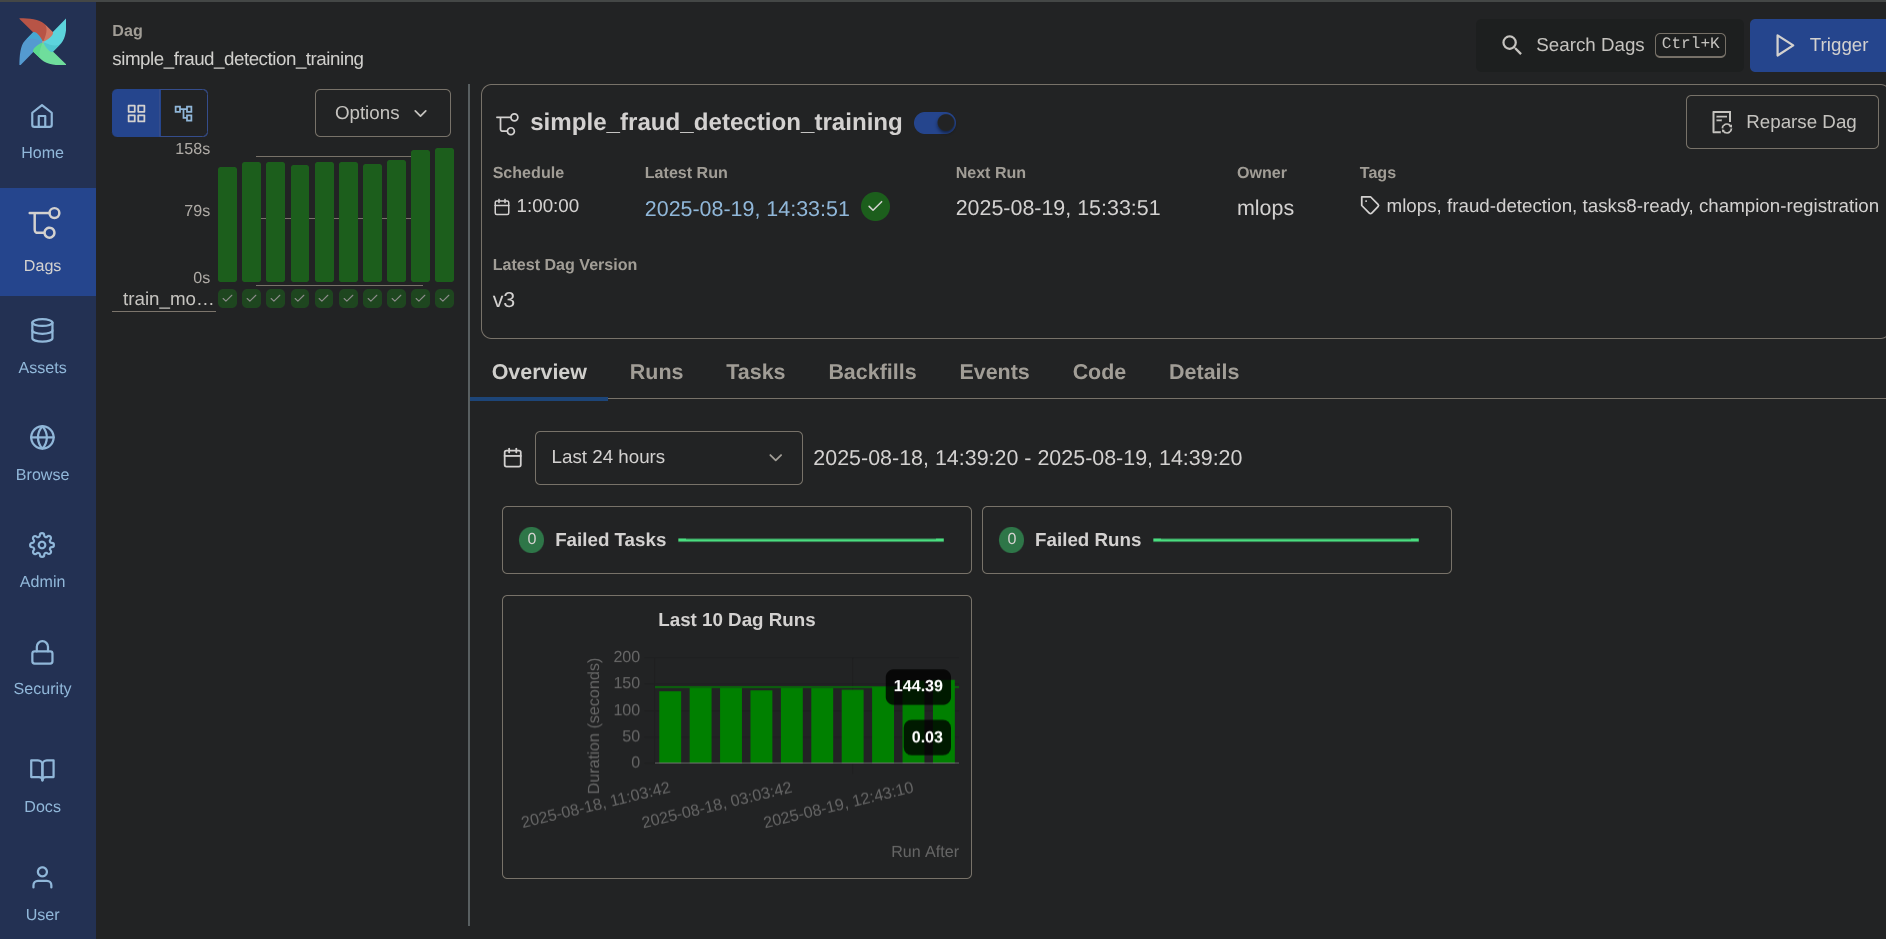 Home
Dags
Assets
Browse
Admin
Security
Docs
User
Dag
simple_fraud_detection_training
Search Dags Ctrl+K
Trigger
Options
158s
79s
0s
train_mo…
simple_fraud_detection_training
Reparse Dag
Schedule Latest Run Next Run Owner Tags
1:00:00 2025-08-19, 14:33:51 2025-08-19, 15:33:51 mlops mlops, fraud-detection, tasks8-ready, champion-registration
Latest Dag Version
v3
Overview Runs Tasks Backfills Events Code Details
Last 24 hours 2025-08-18, 14:39:20 - 2025-08-19, 14:39:20
0 Failed Tasks
0 Failed Runs
Last 10 Dag Runs
Duration (seconds)
200
150
100
50
0
144.39
0.03
2025-08-18, 11:03:42
2025-08-18, 03:03:42
2025-08-19, 12:43:10
Run After